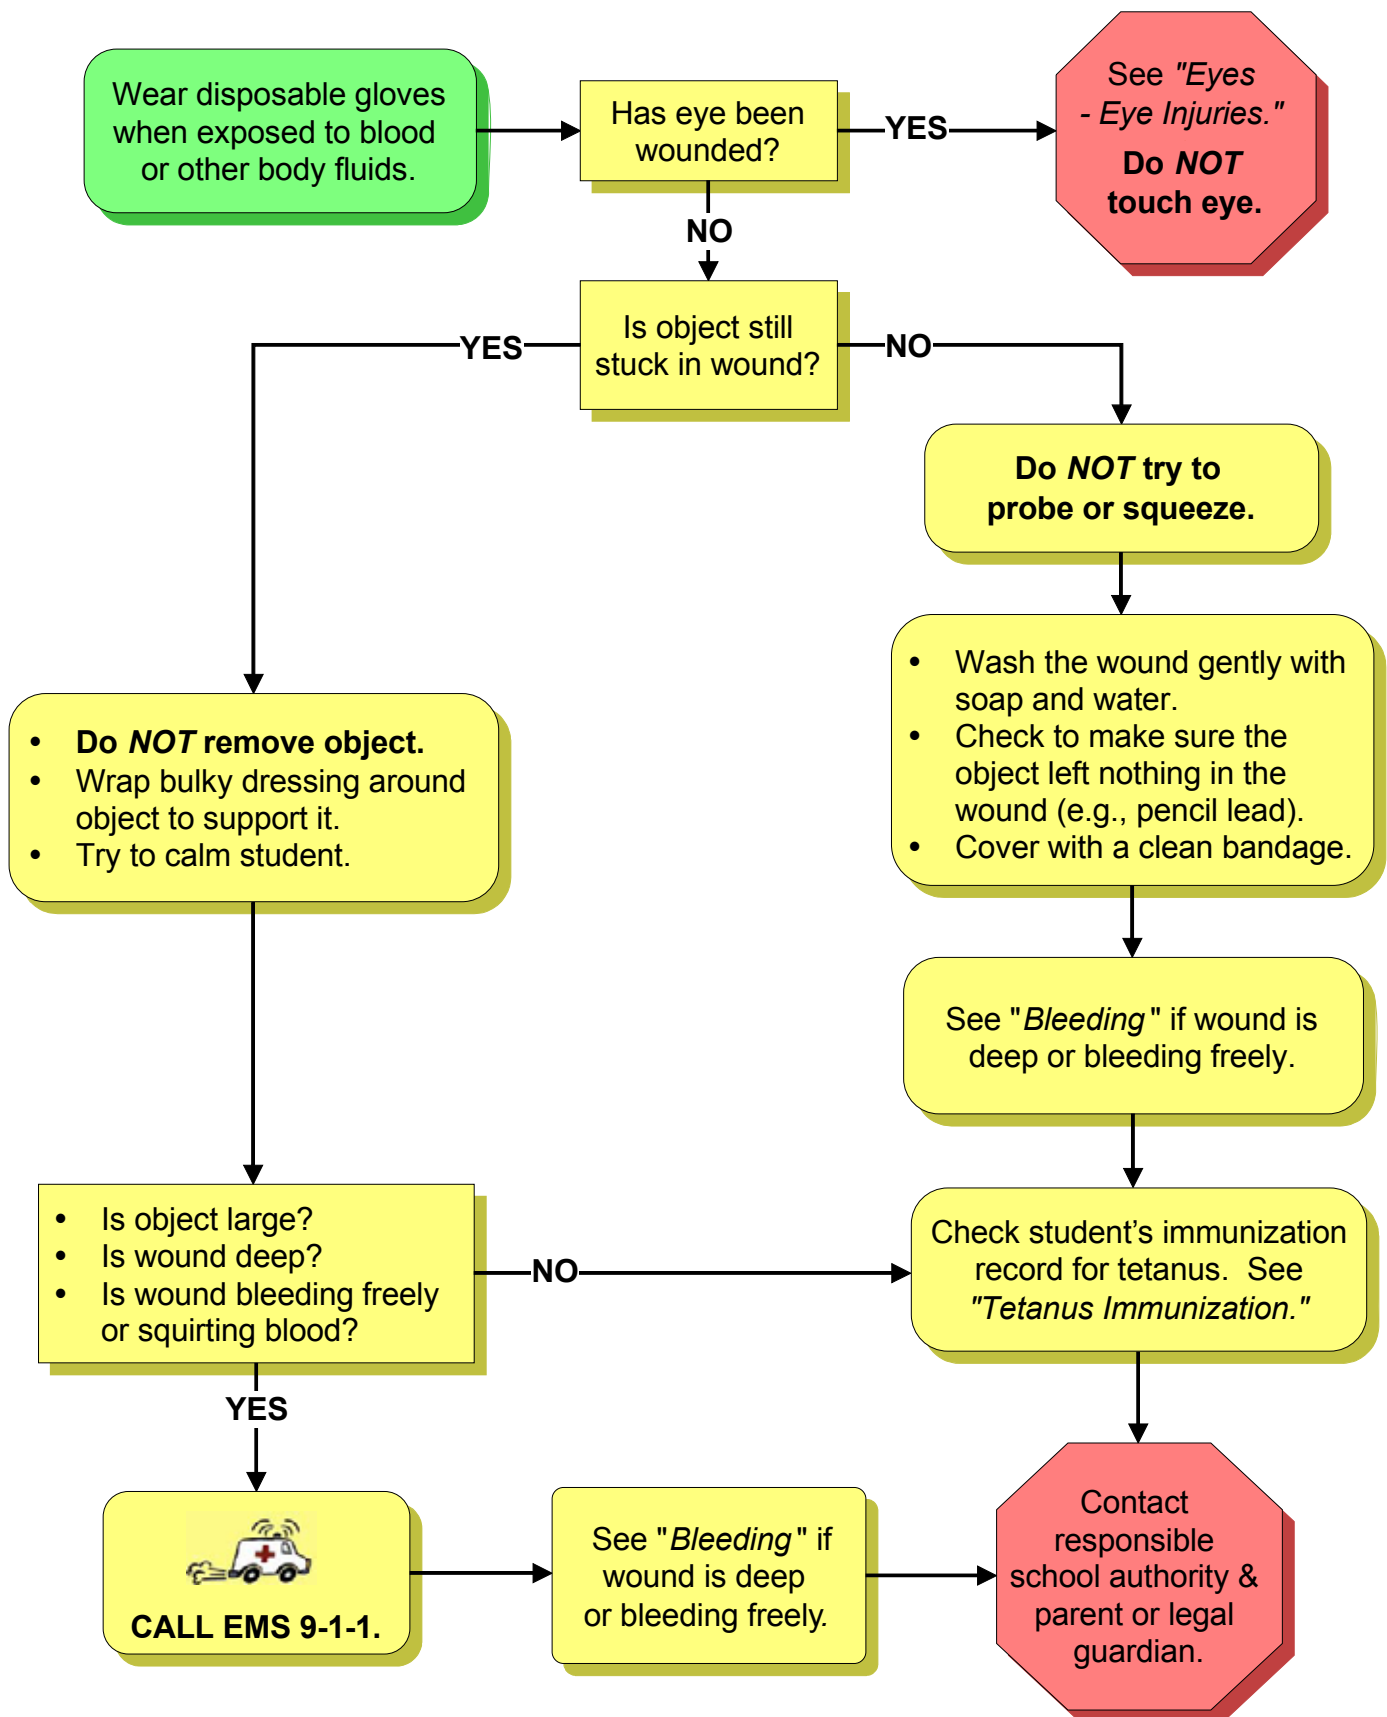 Wear disposable gloves
when exposed to blood
or other body fluids.
Has eye been
wounded?
YES
See "Eyes
- Eye Injuries."
Do NOT
touch eye.
NO
Is object still
stuck in wound?
YES
NO
Do NOT try to
probe or squeeze.
• Wash the wound gently with
soap and water.
• Check to make sure the
object left nothing in the
wound (e.g., pencil lead).
• Cover with a clean bandage.
• Do NOT remove object.
• Wrap bulky dressing around
object to support it.
• Try to calm student.
See "Bleeding" if wound is
deep or bleeding freely.
• Is object large?
• Is wound deep?
• Is wound bleeding freely
or squirting blood?
NO
Check student’s immunization
record for tetanus. See
"Tetanus Immunization."
YES
CALL EMS 9-1-1.
See "Bleeding" if
wound is deep
or bleeding freely.
Contact
responsible
school authority &
parent or legal
guardian.